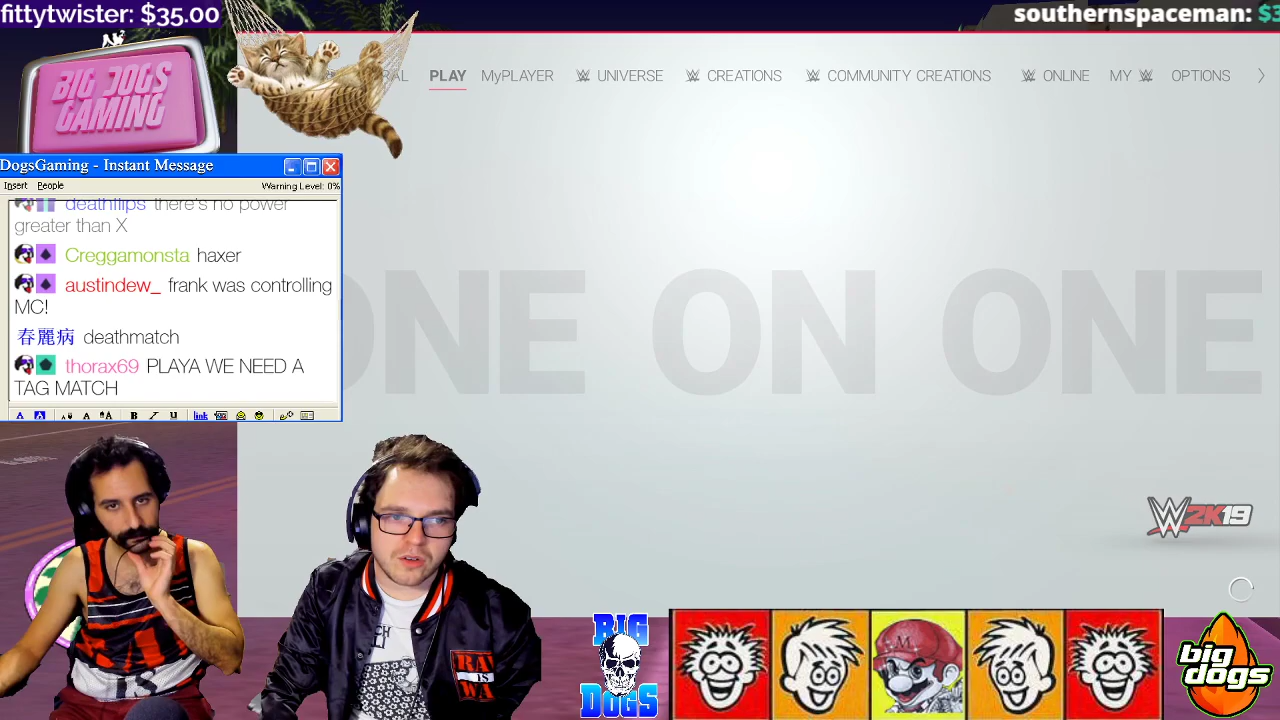 fittytwister: $35.00
southernspaceman: $3
BIG DOGS
GAMING
PLAY MyPLAYER UNIVERSE CREATIONS COMMUNITY CREATIONS ONLINE MY OPTIONS
DogsGaming - Instant Message
Insert People Warning Level: 0%
deathflips there's no power
greater than X
Creggamonsta haxer
austindew_ frank was controlling
MC!
春麗病 deathmatch
thorax69 PLAYA WE NEED A
TAG MATCH
A A A A A B I U link
ONE ON ONE
W2K19
BIG
DOGS
M
big
dogs